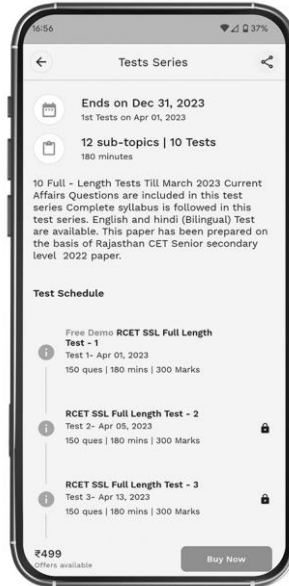 16:56
37%
Tests Series
Ends on Dec 31, 2023
1st Tests on Apr 01, 2023
12 sub-topics | 10 Tests
180 minutes
10 Full - Length Tests Till March 2023 Current
Affairs Questions are included in this test
series Complete syllabus is followed in this
test series. English and hindi (Bilingual) Test
are available. This paper has been prepared on
the basis of Rajasthan CET Senior secondary
level 2022 paper.
Test Schedule
Free Demo RCET SSL Full Length
Test - 1
Test 1- Apr 01, 2023
150 ques | 180 mins | 300 Marks
RCET SSL Full Length Test - 2
Test 2- Apr 05, 2023
150 ques | 180 mins | 300 Marks
RCET SSL Full Length Test - 3
Test 3- Apr 13, 2023
150 ques | 180 mins | 300 Marks
₹499
Offers available
Buy Now